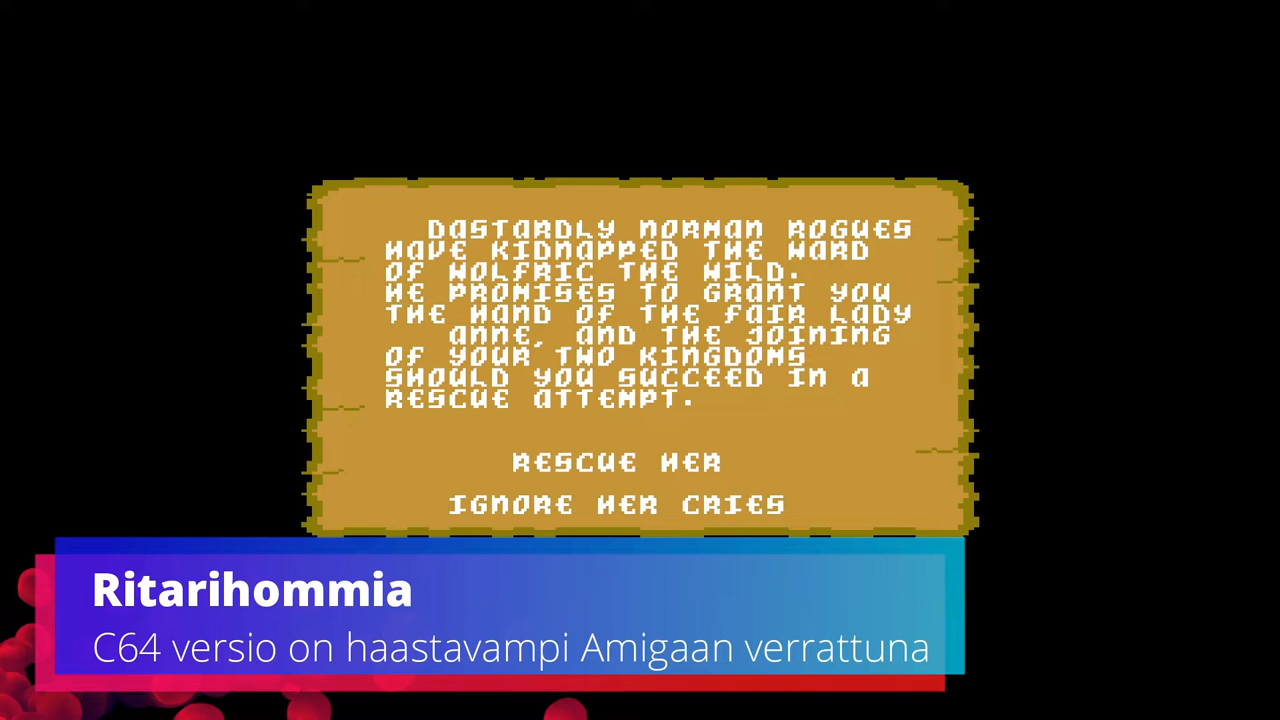 DASTARDLY NORMAN ROGUES
HAVE KIDNAPPED THE WARD
OF WOLFRIC THE WILD.
HE PROMISES TO GRANT YOU
THE HAND OF THE FAIR LADY
ANNE, AND THE JOINING
OF YOUR TWO KINGDOMS
SHOULD YOU SUCCEED IN A
RESCUE ATTEMPT.
RESCUE HER
IGNORE HER CRIES
Ritarihommia
C64 versio on haastavampi Amigaan verrattuna